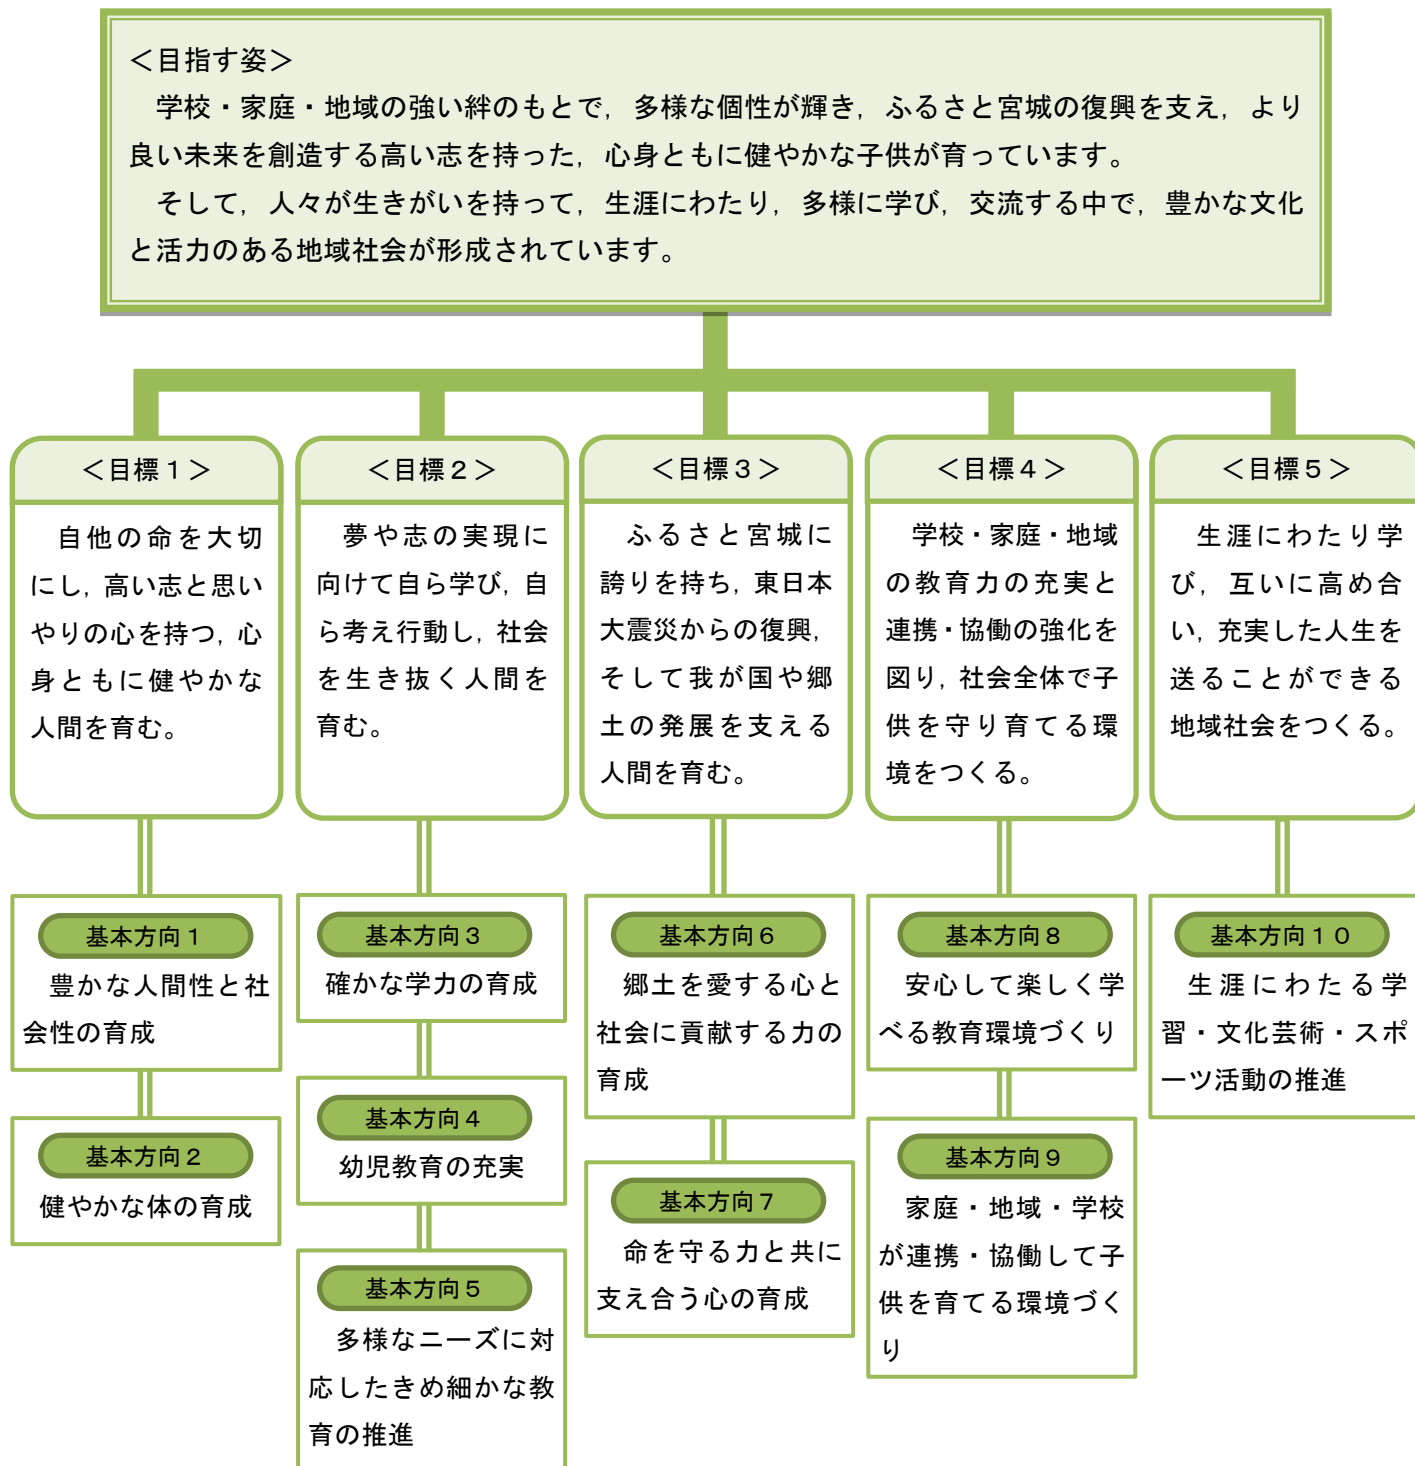 ＜目指す姿＞
学校・家庭・地域の強い絆のもとで，多様な個性が輝き，ふるさと宮城の復興を支え，より
良い未来を創造する高い志を持った，心身ともに健やかな子供が育っています。
そして，人々が生きがいを持って，生涯にわたり，多様に学び，交流する中で，豊かな文化
と活力のある地域社会が形成されています。
＜目標１＞
自他の命を大切
にし，高い志と思い
やりの心を持つ，心
身ともに健やかな
人間を育む。
＜目標２＞
夢や志の実現に
向けて自ら学び，自
ら考え行動し，社会
を生き抜く人間を
育む。
＜目標３＞
ふるさと宮城に
誇りを持ち，東日本
大震災からの復興，
そして我が国や郷
土の発展を支える
人間を育む。
＜目標４＞
学校・家庭・地域
の教育力の充実と
連携・協働の強化を
図り，社会全体で子
供を守り育てる環
境をつくる。
＜目標５＞
生涯にわたり学
び，互いに高め合
い，充実した人生を
送ることができる
地域社会をつくる。
基本方向１
豊かな人間性と社
会性の育成
基本方向２
健やかな体の育成
基本方向３
確かな学力の育成
基本方向４
幼児教育の充実
基本方向５
多様なニーズに対
応したきめ細かな教
育の推進
基本方向６
郷土を愛する心と
社会に貢献する力の
育成
基本方向７
命を守る力と共に
支え合う心の育成
基本方向８
安心して楽しく学
べる教育環境づくり
基本方向９
家庭・地域・学校
が連携・協働して子
供を育てる環境づく
り
基本方向１０
生涯にわたる学
習・文化芸術・スポ
ーツ活動の推進